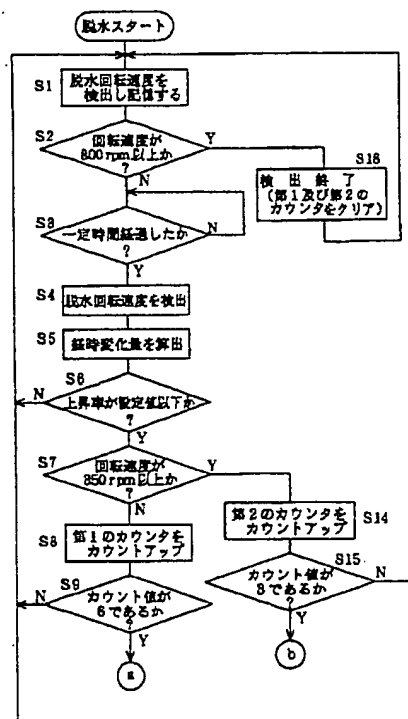 脱水スタート
S1
脱水回転速度を
検出し記憶する
S2
回転速度が
800rpm以上か
?
Y
N
S16
検出終了
(第1及び第2の
カウンタをクリア)
S3
一定時間経過したか
?
N
Y
S4
脱水回転速度を検出
S5
経時変化量を算出
S6
上昇率が設定値以下か
?
N
Y
S7
回転速度が
350rpm以上か
?
Y
N
S8
第1のカウンタを
カウントアップ
S14
第2のカウンタを
カウントアップ
S9
カウント値が
6であるか
?
N
Y
S15
カウント値が
3であるか
?
N
Y
a
b